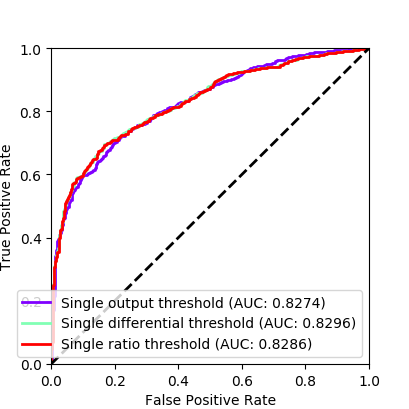 1.0
0.8
0.6
0.4
0.2
0.0
True Positive Rate
Single output threshold (AUC: 0.8274)
Single differential threshold (AUC: 0.8296)
Single ratio threshold (AUC: 0.8286)
0.0 0.2 0.4 0.6 0.8 1.0
False Positive Rate